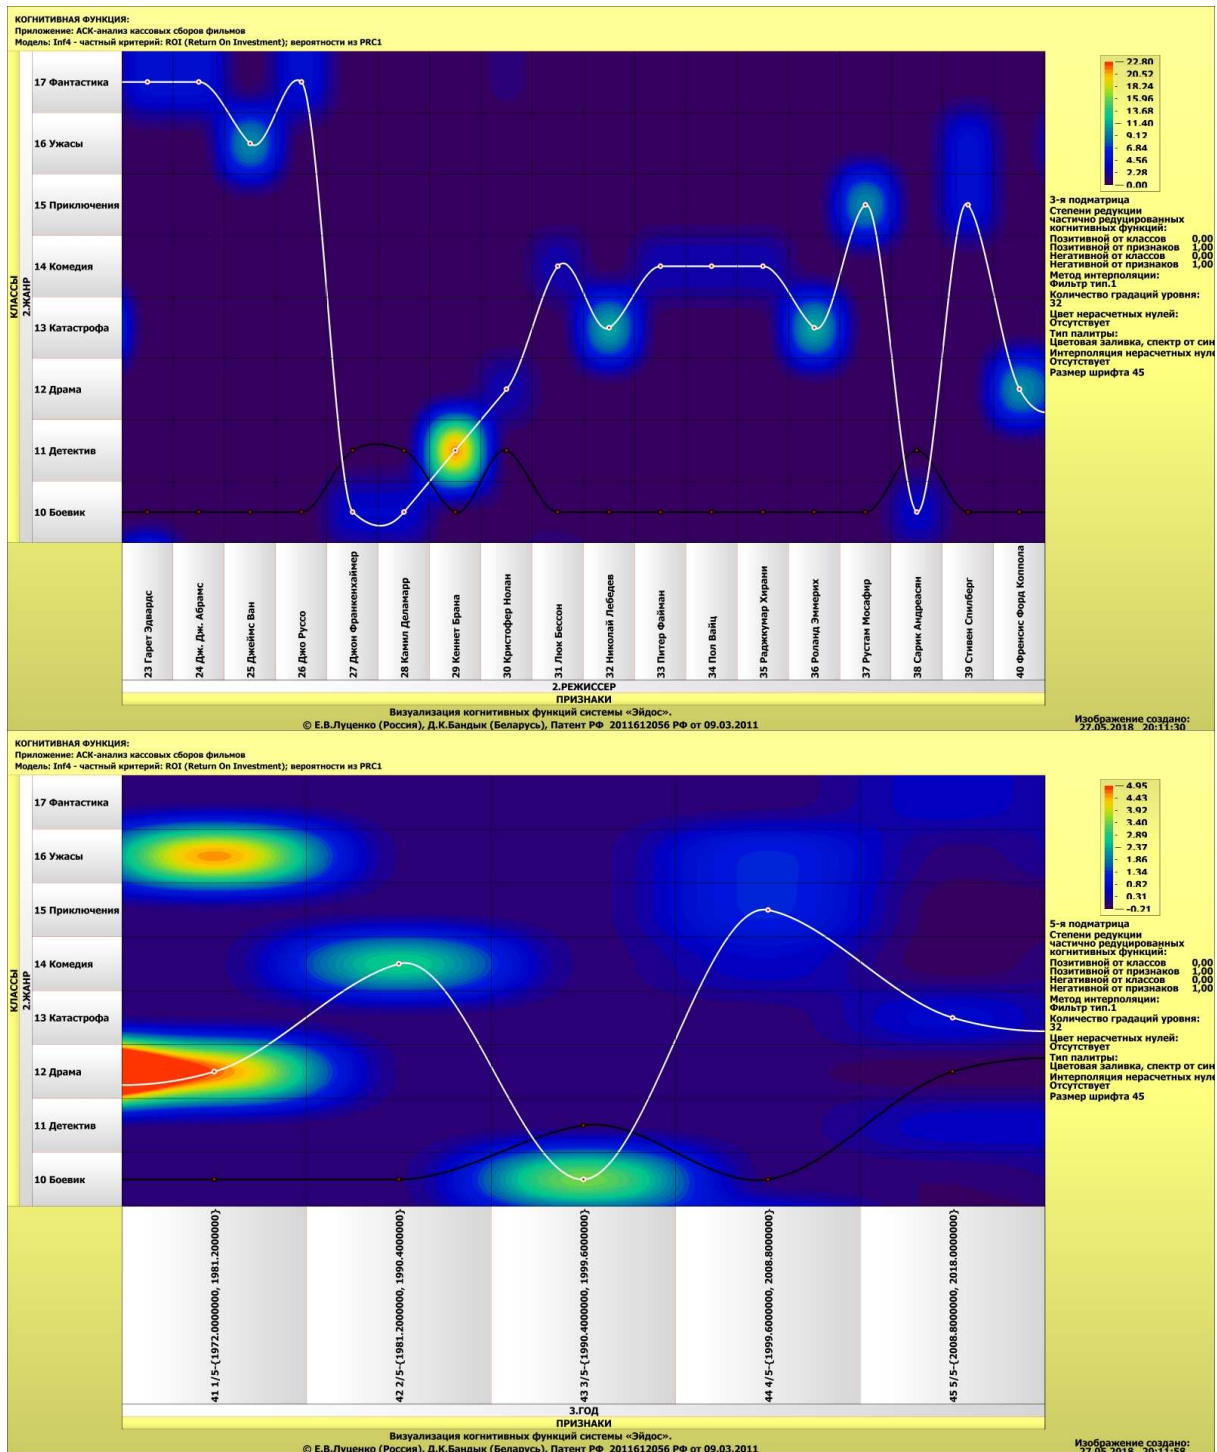 КОГНИТИВНАЯ ФУНКЦИЯ:
Приложение: АСК-анализ кассовых сборов фильмов
Модель: Inf4 - частный критерий: ROI (Return On Investment); вероятности из PRC1
КЛАССЫ
2.ЖАНР
17 Фантастика
16 Ужасы
15 Приключения
14 Комедия
13 Катастрофа
12 Драма
11 Детектив
10 Боевик
22.80
20.52
18.24
15.96
13.68
11.40
9.12
6.84
4.56
2.28
0.00
3-я подматрица
Степени редукции
частично редуцированных
когнитивных функций:
Позитивной от классов 0,00
Позитивной от признаков 1,00
Негативной от классов 0,00
Негативной от признаков 1,00
Метод интерполяции:
Фильтр тип.1
Количество градаций уровня:
32
Цвет нерасчетных нулей:
Отсутствует
Тип палитры:
Цветовая заливка, спектр от син
Интерполяция нерасчетных нуле
Отсутствует
Размер шрифта 45
23 Гарет Эдвардс
24 Дж. Дж. Абрамс
25 Джеймс Ван
26 Джо Руссо
27 Джон Франкенхаймер
28 Камил Деламарр
29 Кеннет Брана
30 Кристофер Нолан
31 Люк Бессон
32 Николай Лебедев
33 Питер Файман
34 Пол Вайц
35 Раджкумар Хирани
36 Роланд Эммерих
37 Рустам Мосафир
38 Сарик Андреасян
39 Стивен Спилберг
40 Френсис Форд Коппола
2.РЕЖИССЕР
ПРИЗНАКИ
Визуализация когнитивных функций системы «Эйдос».
© Е.В.Луценко (Россия), Д.К.Бандык (Беларусь), Патент РФ 2011612056 РФ от 09.03.2011
Изображение создано:
27.05.2018 20:11:30
КОГНИТИВНАЯ ФУНКЦИЯ:
Приложение: АСК-анализ кассовых сборов фильмов
Модель: Inf4 - частный критерий: ROI (Return On Investment); вероятности из PRC1
КЛАССЫ
2.ЖАНР
17 Фантастика
16 Ужасы
15 Приключения
14 Комедия
13 Катастрофа
12 Драма
11 Детектив
10 Боевик
4.95
4.43
3.92
3.40
2.89
2.37
1.86
1.34
0.82
0.31
-0.21
5-я подматрица
Степени редукции
частично редуцированных
когнитивных функций:
Позитивной от классов 0,00
Позитивной от признаков 1,00
Негативной от классов 0,00
Негативной от признаков 1,00
Метод интерполяции:
Фильтр тип.1
Количество градаций уровня:
32
Цвет нерасчетных нулей:
Отсутствует
Тип палитры:
Цветовая заливка, спектр от син
Интерполяция нерасчетных нуле
Отсутствует
Размер шрифта 45
41 1/5-{1972.0000000, 1981.2000000}
42 2/5-{1981.2000000, 1990.4000000}
43 3/5-{1990.4000000, 1999.6000000}
44 4/5-{1999.6000000, 2008.8000000}
45 5/5-{2008.8000000, 2018.0000000}
3.ГОД
ПРИЗНАКИ
Визуализация когнитивных функций системы «Эйдос».
© Е.В.Луценко (Россия), Д.К.Бандык (Беларусь), Патент РФ 2011612056 РФ от 09.03.2011
Изображение создано:
27.05.2018 20:11:58